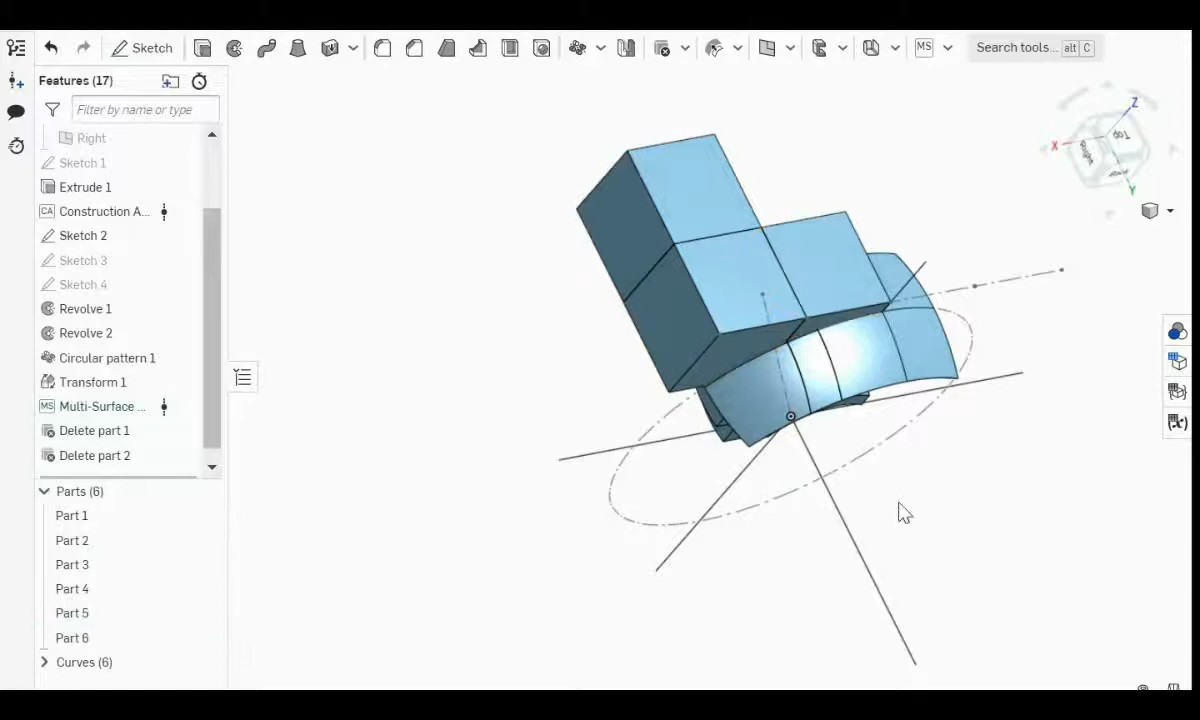 Sketch
MS
Search tools... alt C
Features (17)
Filter by name or type
Right
Sketch 1
Extrude 1
CA Construction A...
Sketch 2
Sketch 3
Sketch 4
Revolve 1
Revolve 2
Circular pattern 1
Transform 1
MS Multi-Surface ...
Delete part 1
Delete part 2
Parts (6)
Part 1
Part 2
Part 3
Part 4
Part 5
Part 6
Curves (6)
Z
Top
X
Right
Y
(x)